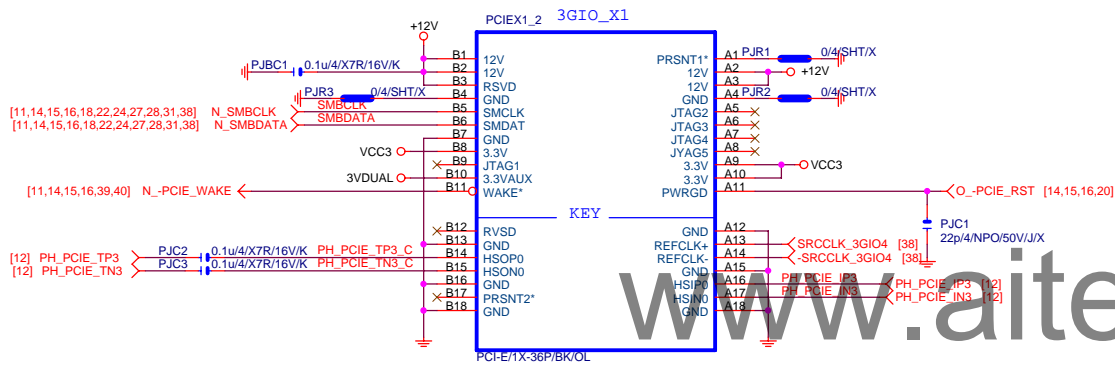 PCIEX1_2 3GIO_X1
+12V
PJBC1 0.1u/4/X7R/16V/K B1 12V PRSNT1* A1 PJR1 0/4/SHT/X
B2 12V 12V A2 +12V
B3 RSVD 12V A3
PJR3 0/4/SHT/X B4 GND GND A4 PJR2 0/4/SHT/X
[11,14,15,16,18,22,24,27,28,31,38] N_SMBCLK SMBCLK B5 SMCLK JTAG2 A5
[11,14,15,16,18,22,24,27,28,31,38] N_SMBDATA SMBDATA B6 SMDAT JTAG3 A6
B7 GND JTAG4 A7
VCC3 B8 3.3V JYAG5 A8
B9 JTAG1 3.3V A9 VCC3
3VDUAL B10 3.3VAUX 3.3V A10
[11,14,15,16,39,40] N_-PCIE_WAKE B11 WAKE* PWRGD A11 O_-PCIE_RST [14,15,16,20]
KEY
PJC1
22p/4/NPO/50V/J/X
B12 RVSD GND A12
B13 GND REFCLK+ A13 SRCCLK_3GIO4 [38]
[12] PH_PCIE_TP3 PJC2 0.1u/4/X7R/16V/K PH_PCIE_TP3_C B14 HSOP0 REFCLK- A14 -SRCCLK_3GIO4 [38]
[12] PH_PCIE_TN3 PJC3 0.1u/4/X7R/16V/K PH_PCIE_TN3_C B15 HSON0 GND A15
B16 GND HSIP0 A16 PH_PCIE_IP3 PH_PCIE_IP3 [12]
B17 PRSNT2* HSIN0 A17 PH_PCIE_IN3 PH_PCIE_IN3 [12]
B18 GND GND A18
PCI-E/1X-36P/BK/OL
www.aite